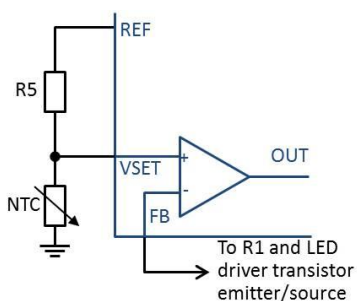 REF
R5
VSET
+
OUT
NTC
-
FB
To R1 and LED
driver transistor
emitter/source